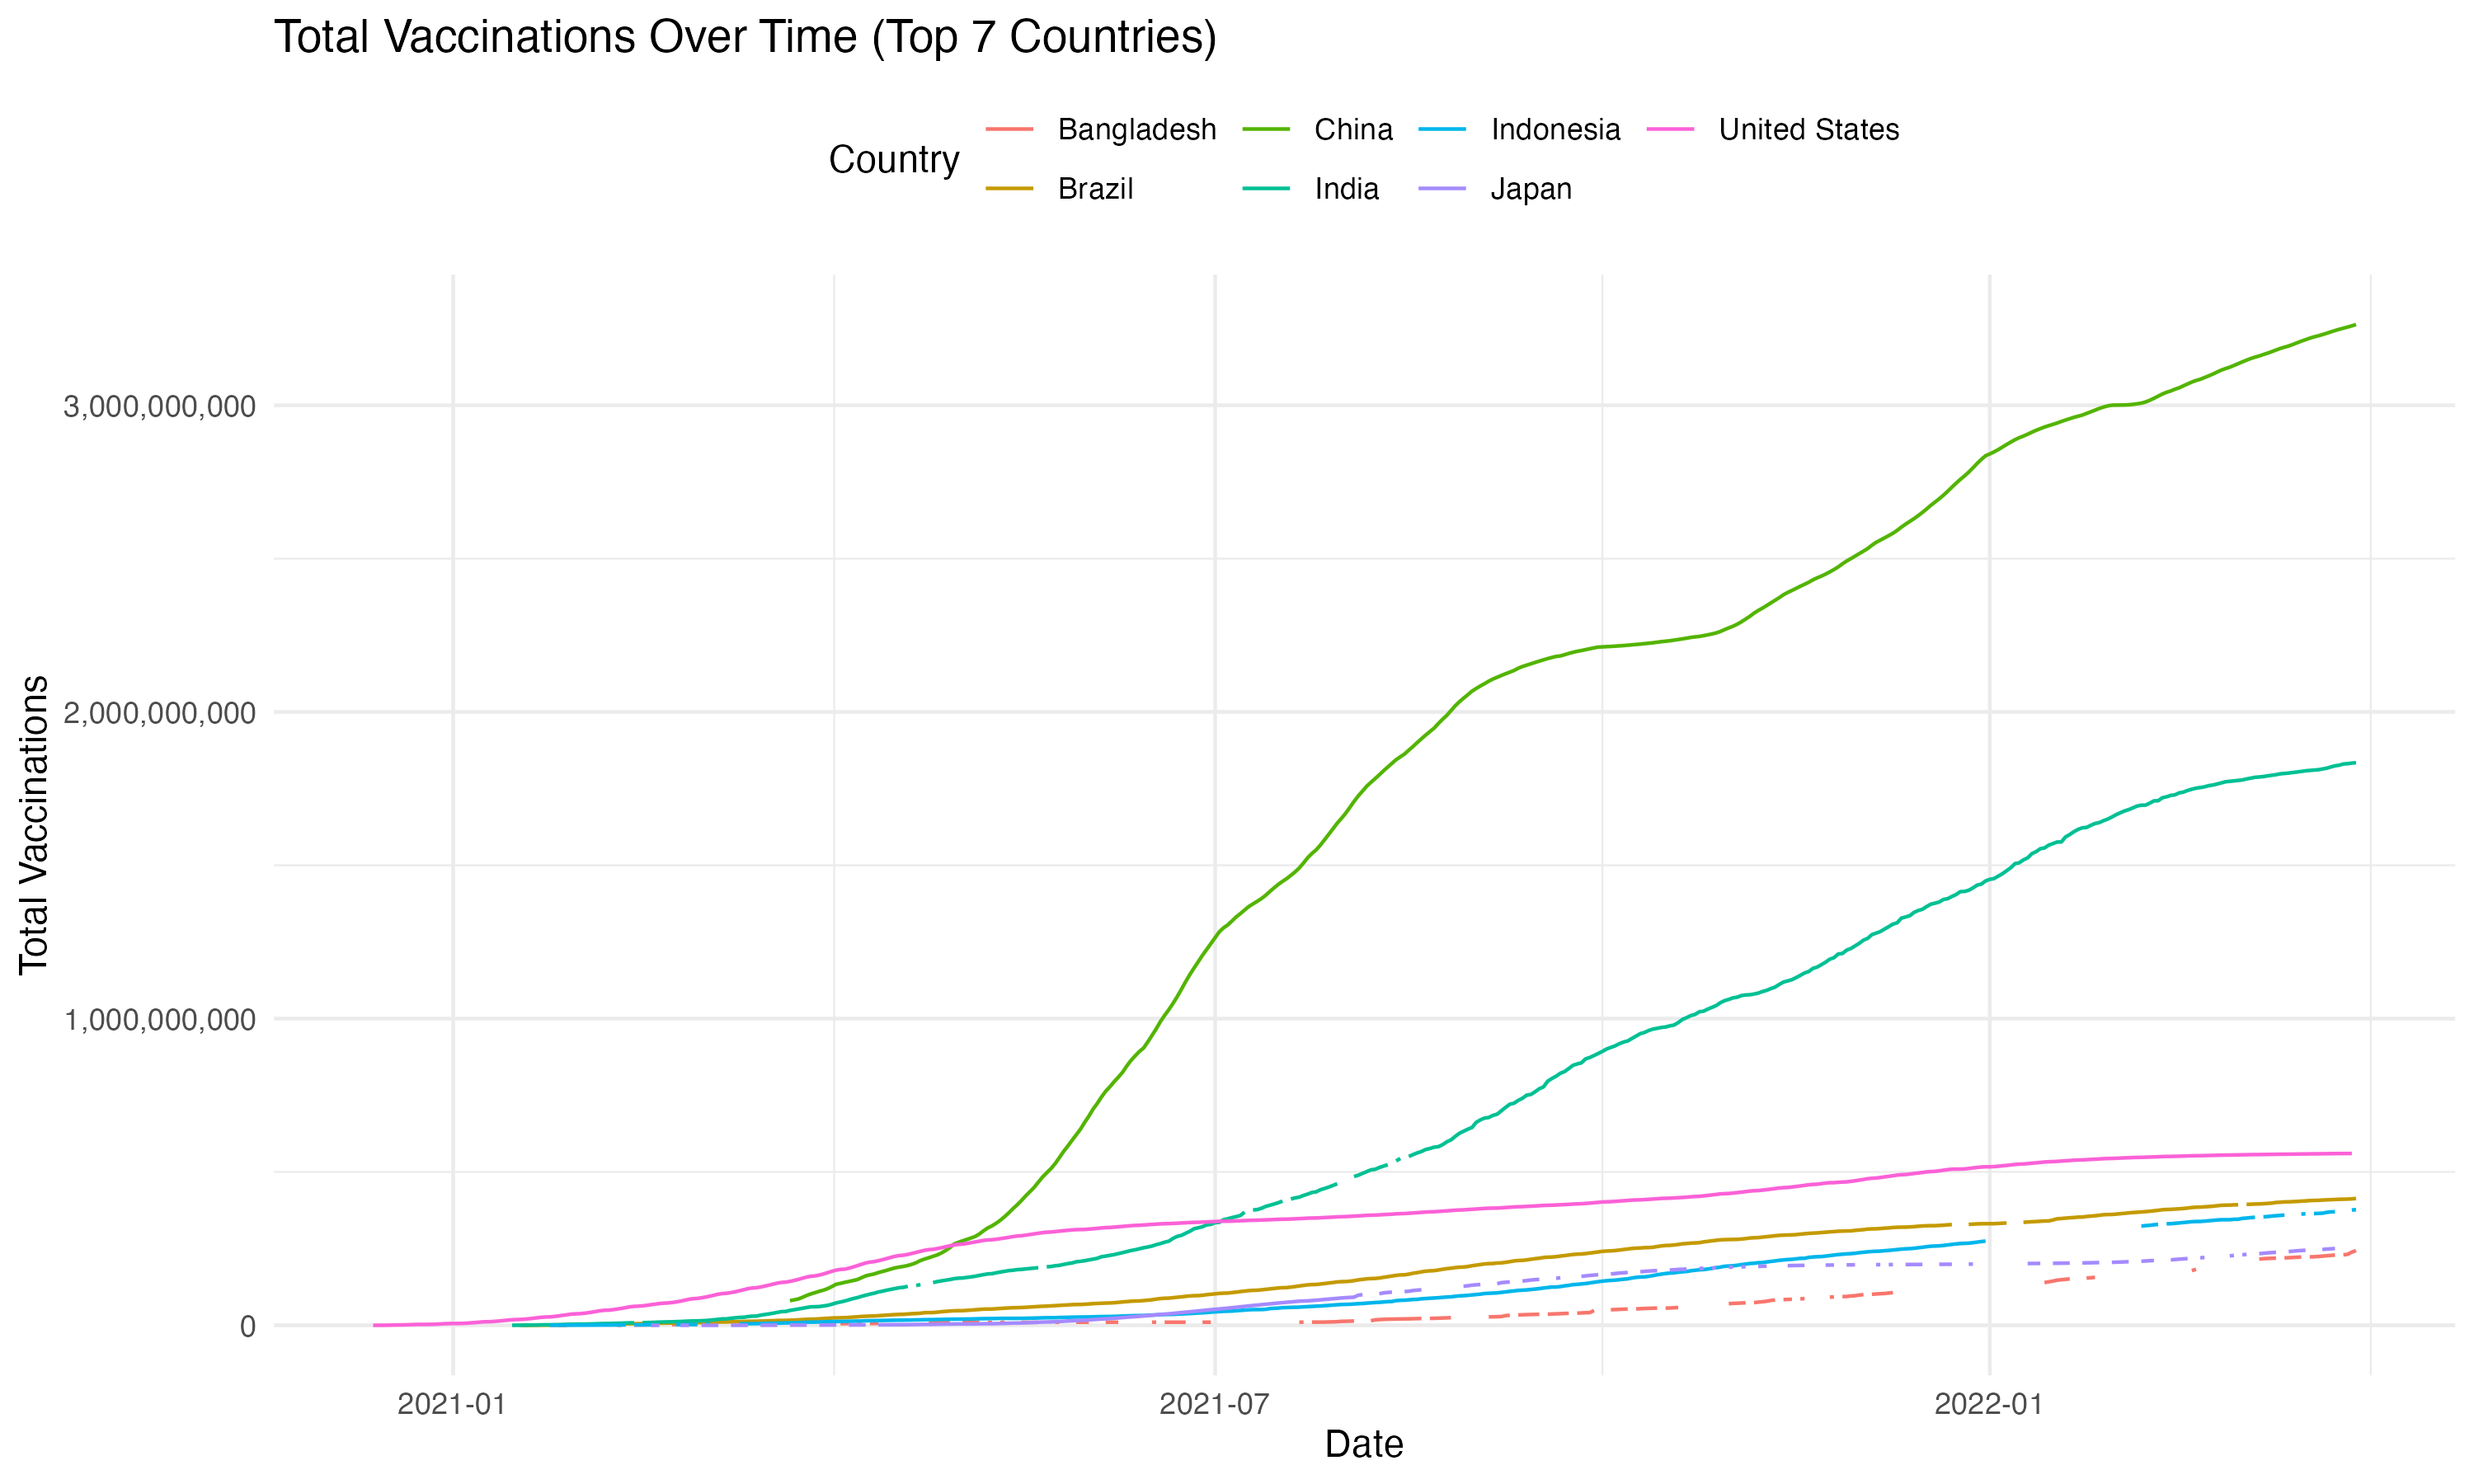 Total Vaccinations Over Time (Top 7 Countries)
Country
Bangladesh China Indonesia United States
Brazil India Japan
Total Vaccinations
3,000,000,000
2,000,000,000
1,000,000,000
0
2021-01 2021-07 2022-01
Date